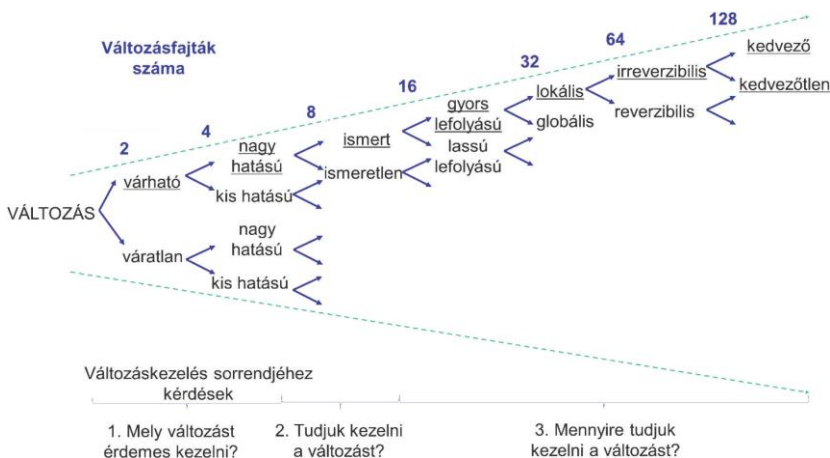 Változásfajták
száma
2
4
8
16
32
64
128
VÁLTOZÁS
várható
váratlan
nagy
hatású
kis hatású
nagy
hatású
kis hatású
ismert
ismeretlen
gyors
lefolyású
lassú
lefolyású
lokális
globális
irreverzibilis
reverzibilis
kedvező
kedvezőtlen
Változáskezelés sorrendjéhez
kérdések
1. Mely változást
érdemes kezelni?
2. Tudjuk kezelni
a változást?
3. Mennyire tudjuk
kezelni a változást?